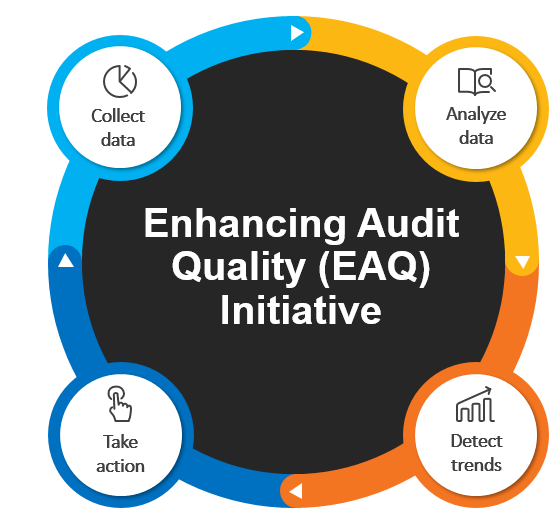 Collect
data
Analyze
data
Enhancing Audit
Quality (EAQ)
Initiative
Take
action
Detect
trends